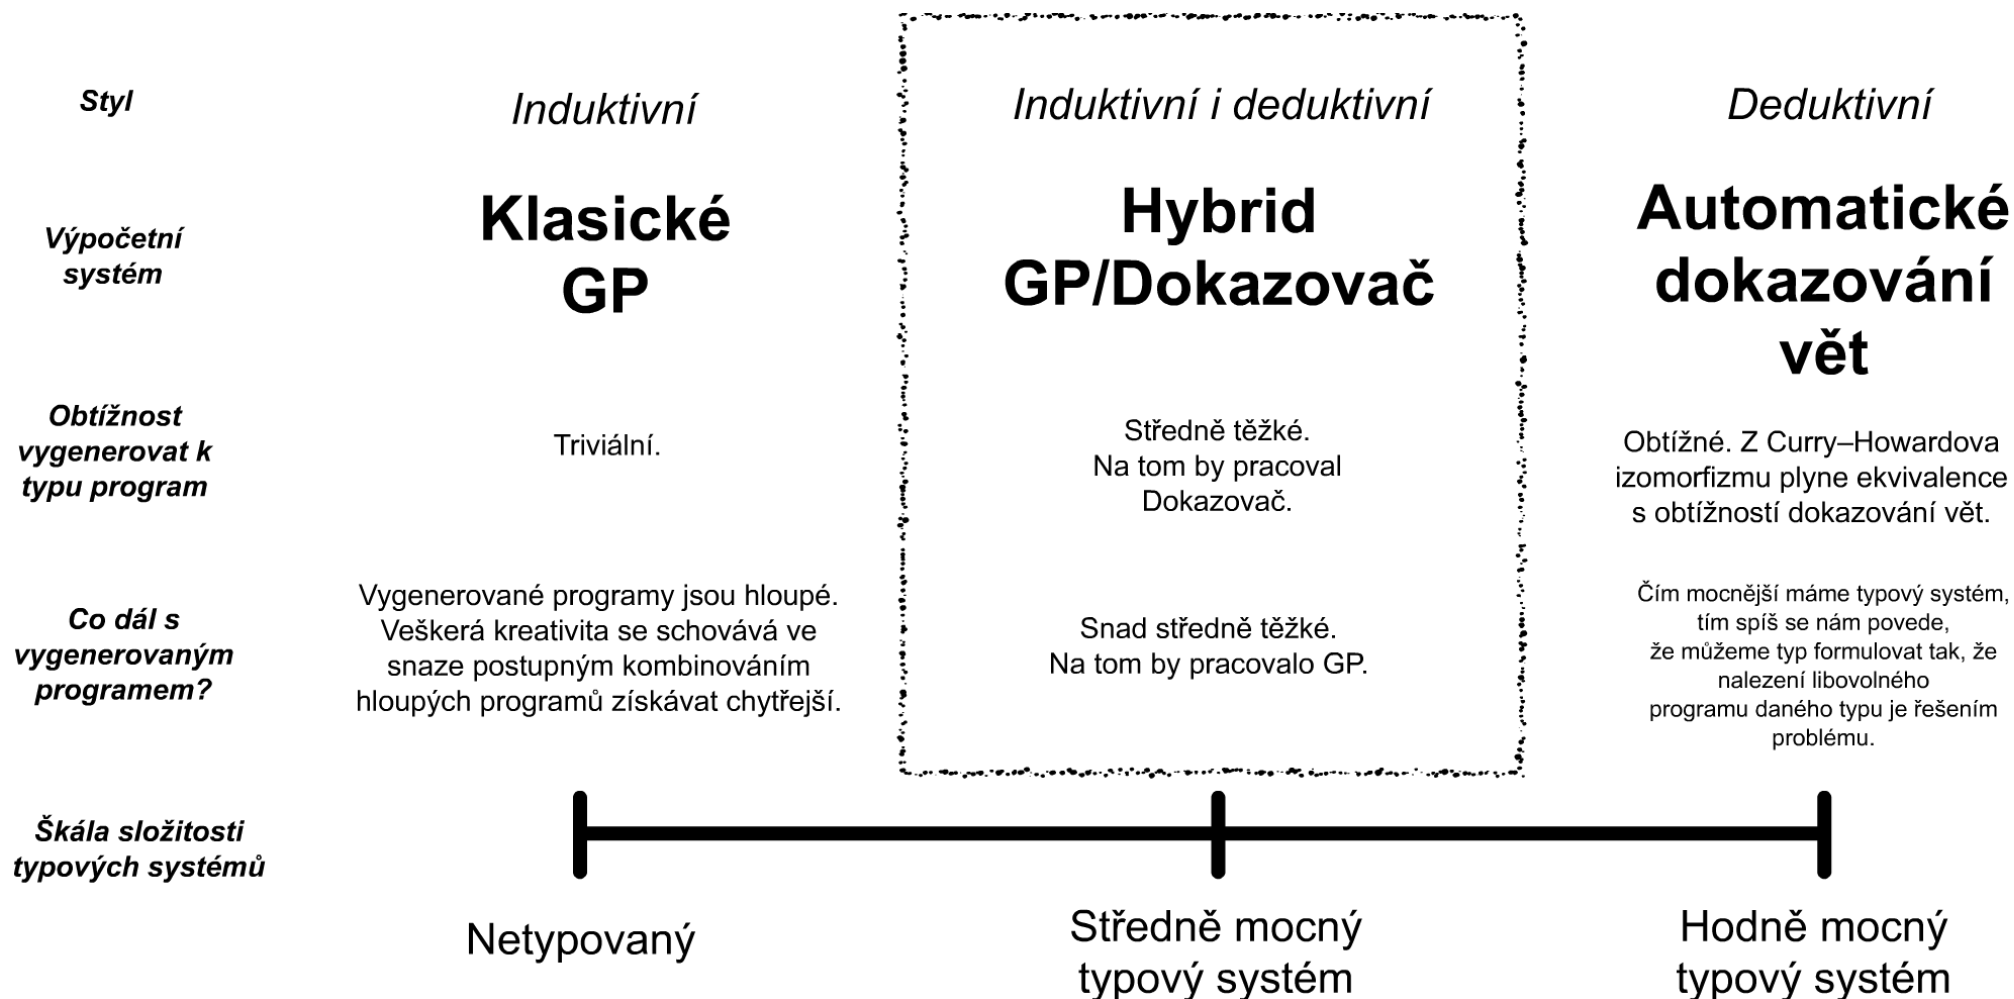 Styl
Induktivní
Induktivní i deduktivní
Deduktivní
Výpočetní
systém
Klasické
GP
Hybrid
GP/Dokazovač
Automatické
dokazování
vět
Obtížnost
vygenerovat k
typu program
Triviální.
Středně těžké.
Na tom by pracoval
Dokazovač.
Obtížné. Z Curry–Howardova
izomorfizmu plyne ekvivalence
s obtížností dokazování vět.
Co dál s
vygenerovaným
programem?
Vygenerované programy jsou hloupé.
Veškerá kreativita se schovává ve
snaze postupným kombinováním
hloupých programů získávat chytřejší.
Snad středně těžké.
Na tom by pracovalo GP.
Čím mocnější máme typový systém,
tím spíš se nám povede,
že můžeme typ formulovat tak, že
nalezení libovolného
programu daného typu je řešením
problému.
Škála složitosti
typových systémů
Netypovaný
Středně mocný
typový systém
Hodně mocný
typový systém